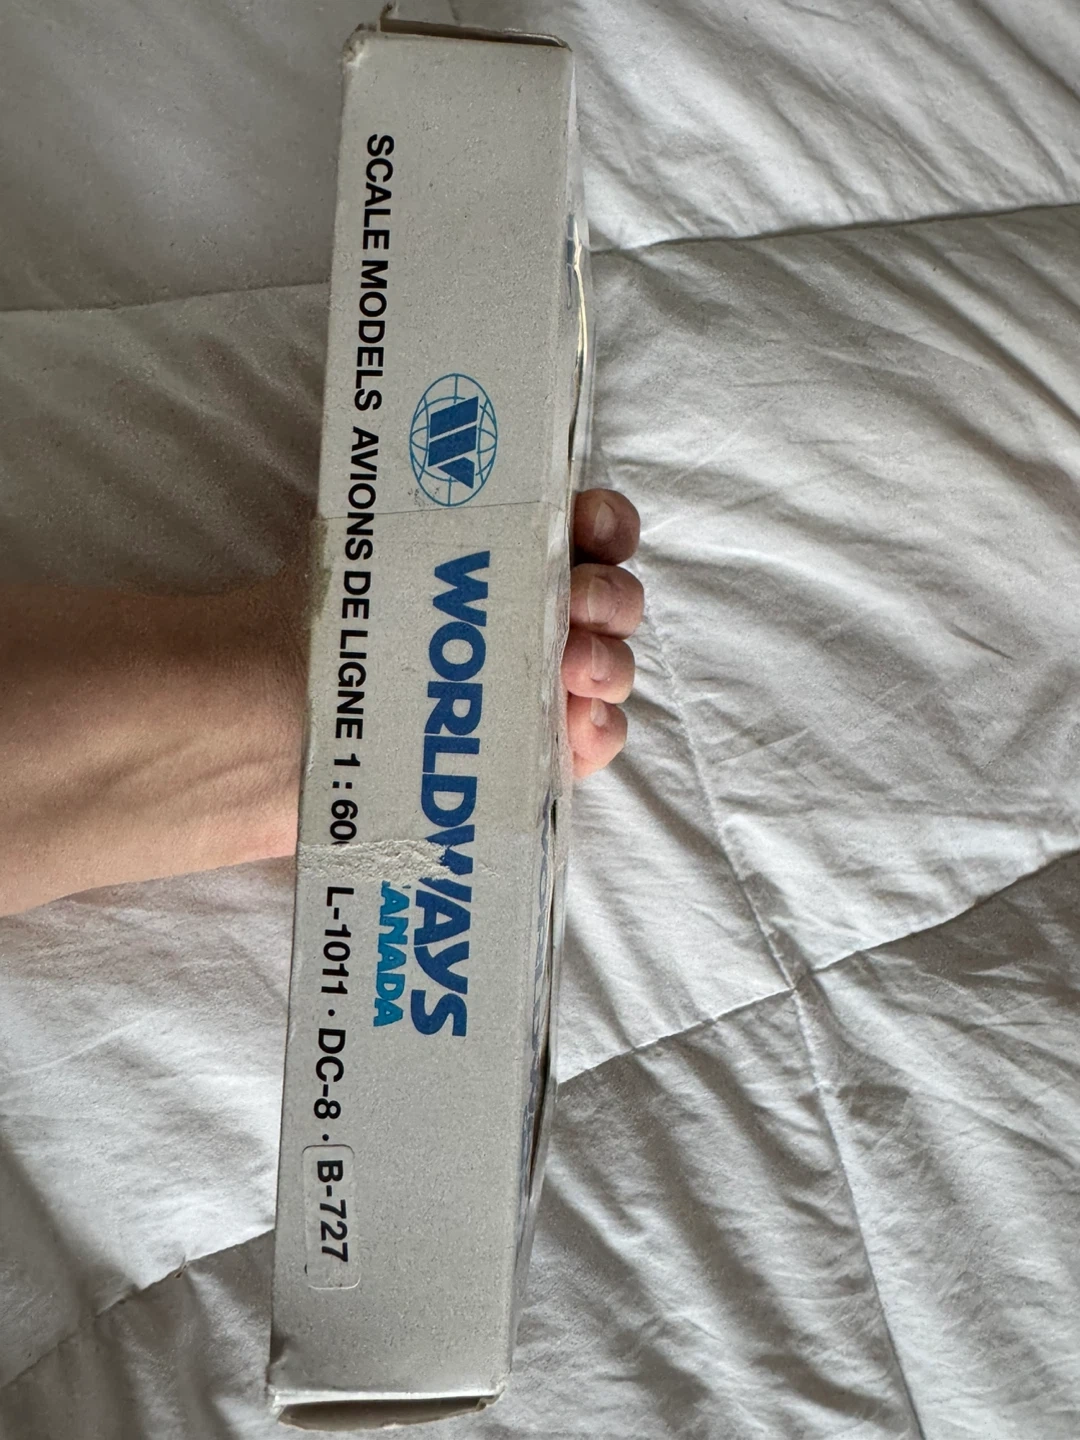 WORLDWAYS
ANADA
SCALE MODELS AVIONS DE LIGNE 1 : 60 L-1011 · DC-8 · B-727